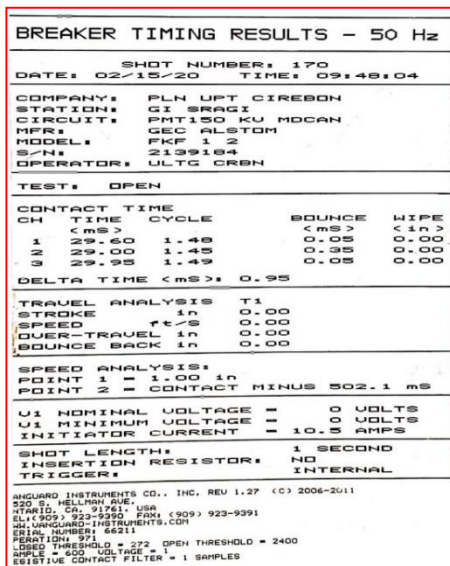 BREAKER TIMING RESULTS - 50 Hz
SHOT NUMBER: 170
DATE: 02/15/20 TIME: 09:48:04
COMPANY: PLN UPT CIREBON
STATION: GI SRAGI
CIRCUIT: PMT150 KV MDCAN
MFR: GEC ALSTOM
MODEL: FKF 1 2
S/N: 2139184
OPERATOR: ULTG CRBN
TEST: OPEN
CONTACT TIME
CH TIME CYCLE BOUNCE WIPE
<mS> <mS> <in>
1 29.60 1.48 0.05 0.00
2 29.00 1.45 0.35 0.00
3 29.95 1.49 0.05 0.00
DELTA TIME <mS>: 0.95
TRAVEL ANALYSIS T1
STROKE in 0.00
SPEED ft/S 0.00
OVER-TRAVEL in 0.00
BOUNCE BACK in 0.00
SPEED ANALYSIS:
POINT 1 = 1.00 in
POINT 2 = CONTACT MINUS 502.1 mS
V1 NOMINAL VOLTAGE = 0 VOLTS
V1 MINIMUM VOLTAGE = 0 VOLTS
INITIATOR CURRENT = 10.5 AMPS
SHOT LENGTH: 1 SECOND
INSERTION RESISTOR: NO
TRIGGER: INTERNAL
ANGUARD INSTRUMENTS CO., INC. REV 1.27 (C) 2006-2011
520 S. HELLMAN AVE.
NTARIO, CA. 91761. USA
EL:(909) 923-9390 FAX: (909) 923-9391
WW.VANGUARD-INSTRUMENTS.COM
ERIAL NUMBER: 66211
PERATION: 971
LOSED THRESHOLD = 272 OPEN THRESHOLD = 2400
AMPLE = 600 VOLTAGE = 1
ESISTIVE CONTACT FILTER = 1 SAMPLES